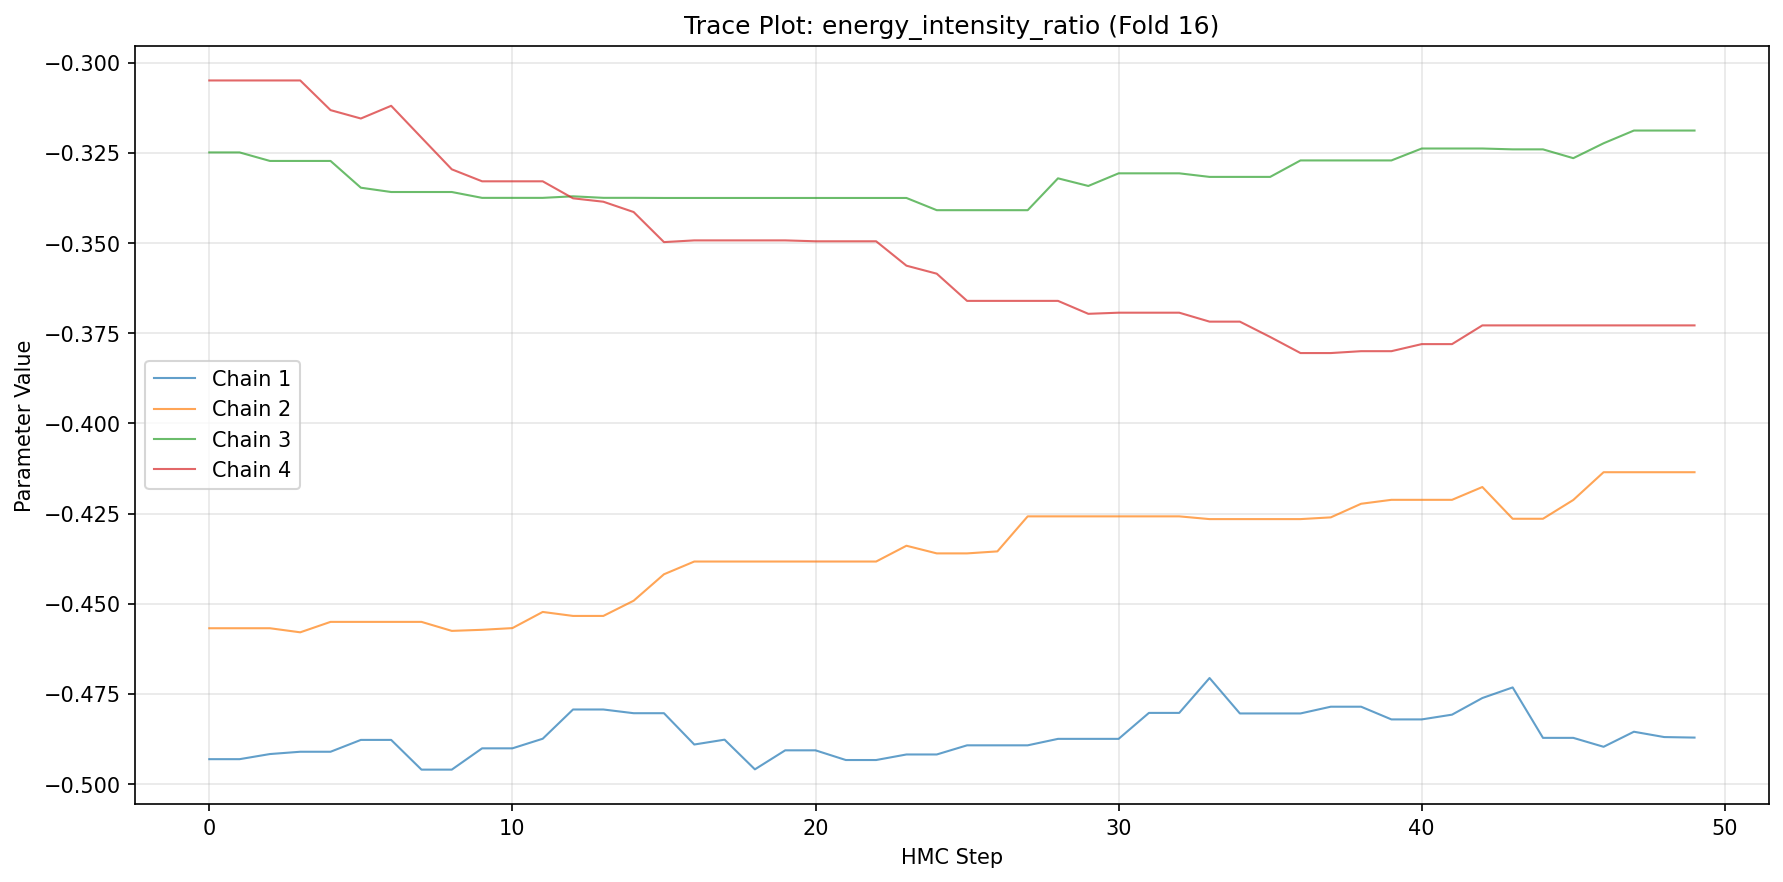 Trace Plot: energy_intensity_ratio (Fold 16)
Parameter Value
−0.300
−0.325
−0.350
−0.375
−0.400
−0.425
−0.450
−0.475
−0.500
Chain 1
Chain 2
Chain 3
Chain 4
0 10 20 30 40 50
HMC Step